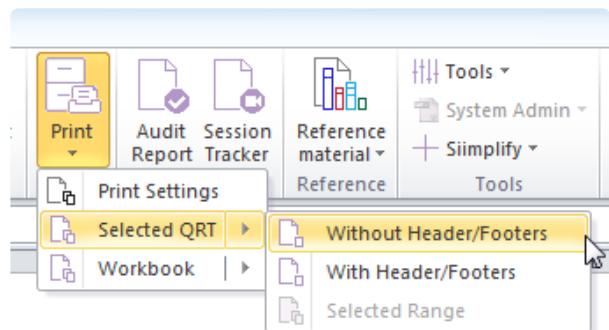 Print
Audit Report
Session Tracker
Reference material
Reference
Tools
System Admin
Siimplify
Tools
Print Settings
Selected QRT
Workbook
Without Header/Footers
With Header/Footers
Selected Range